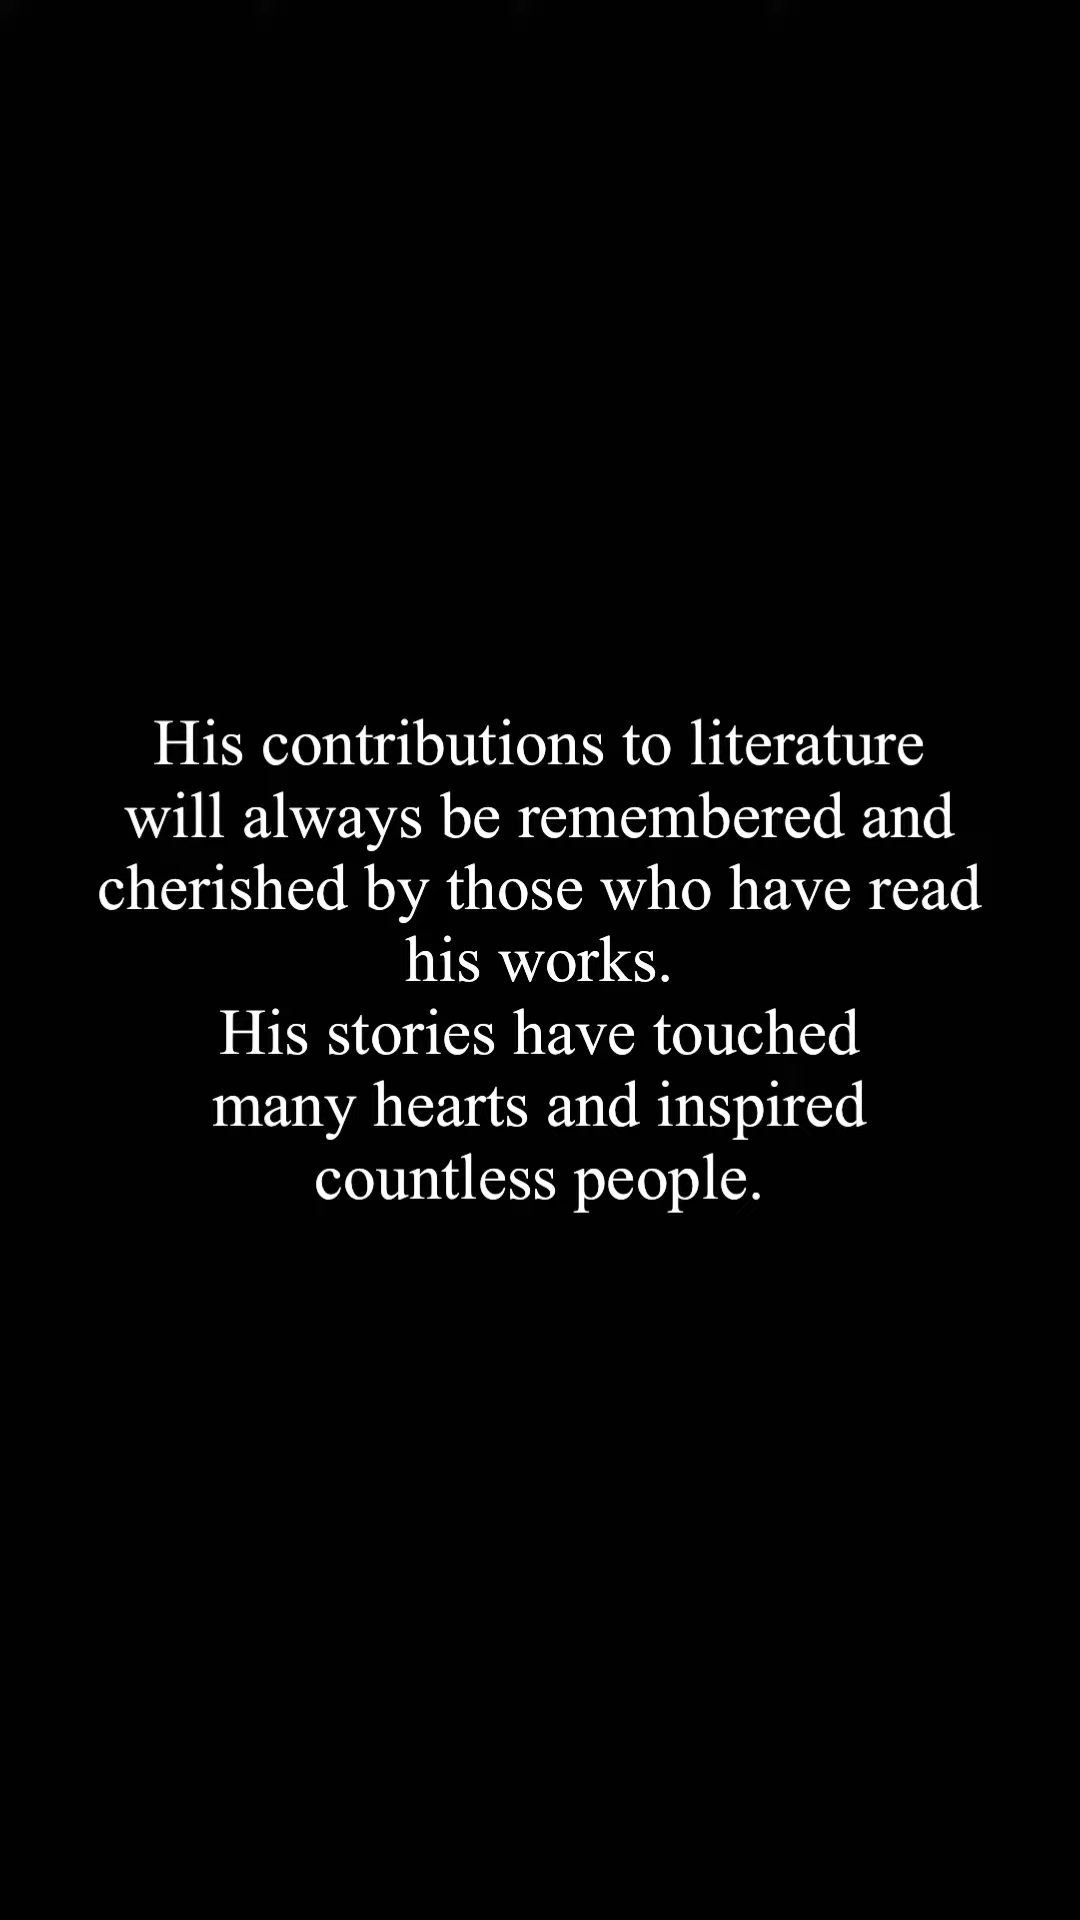 His contributions to literature
will always be remembered and
cherished by those who have read
his works.
His stories have touched
many hearts and inspired
countless people.